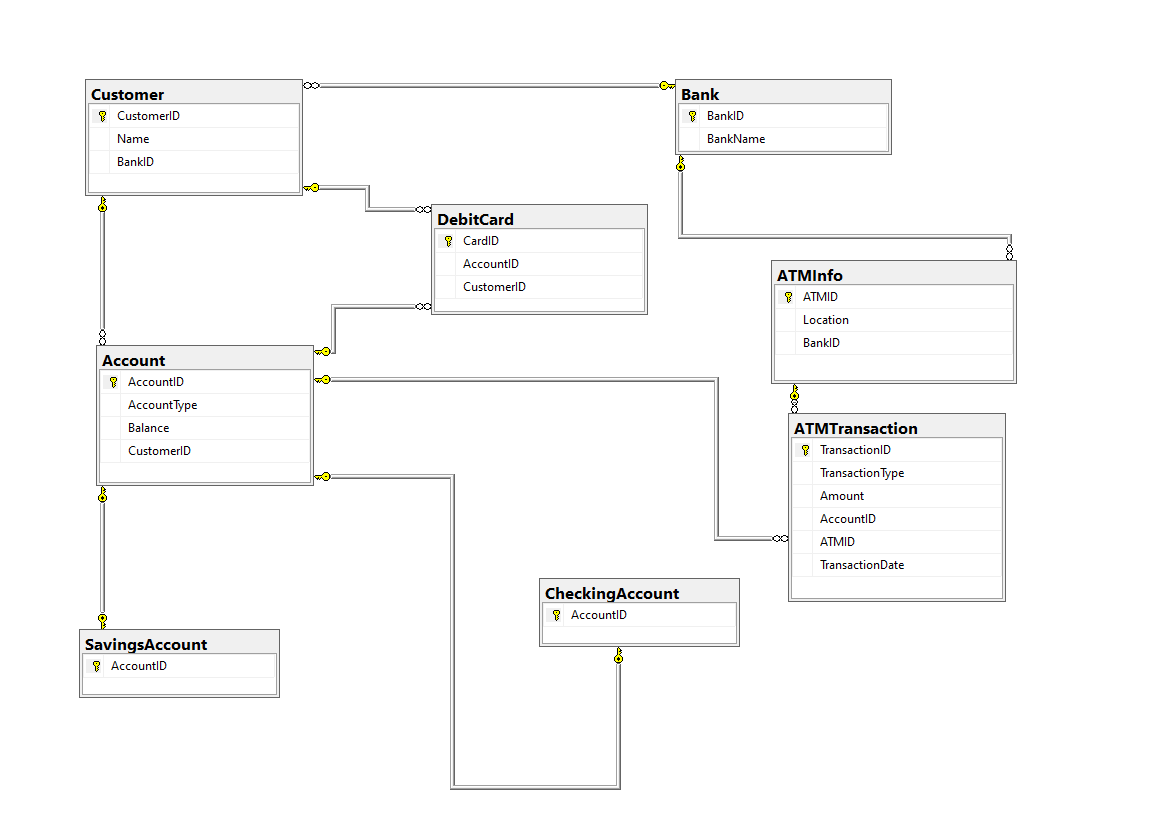 Customer
CustomerID
Name
BankID
Bank
BankID
BankName
DebitCard
CardID
AccountID
CustomerID
ATMInfo
ATMID
Location
BankID
Account
AccountID
AccountType
Balance
CustomerID
ATMTransaction
TransactionID
TransactionType
Amount
AccountID
ATMID
TransactionDate
CheckingAccount
AccountID
SavingsAccount
AccountID